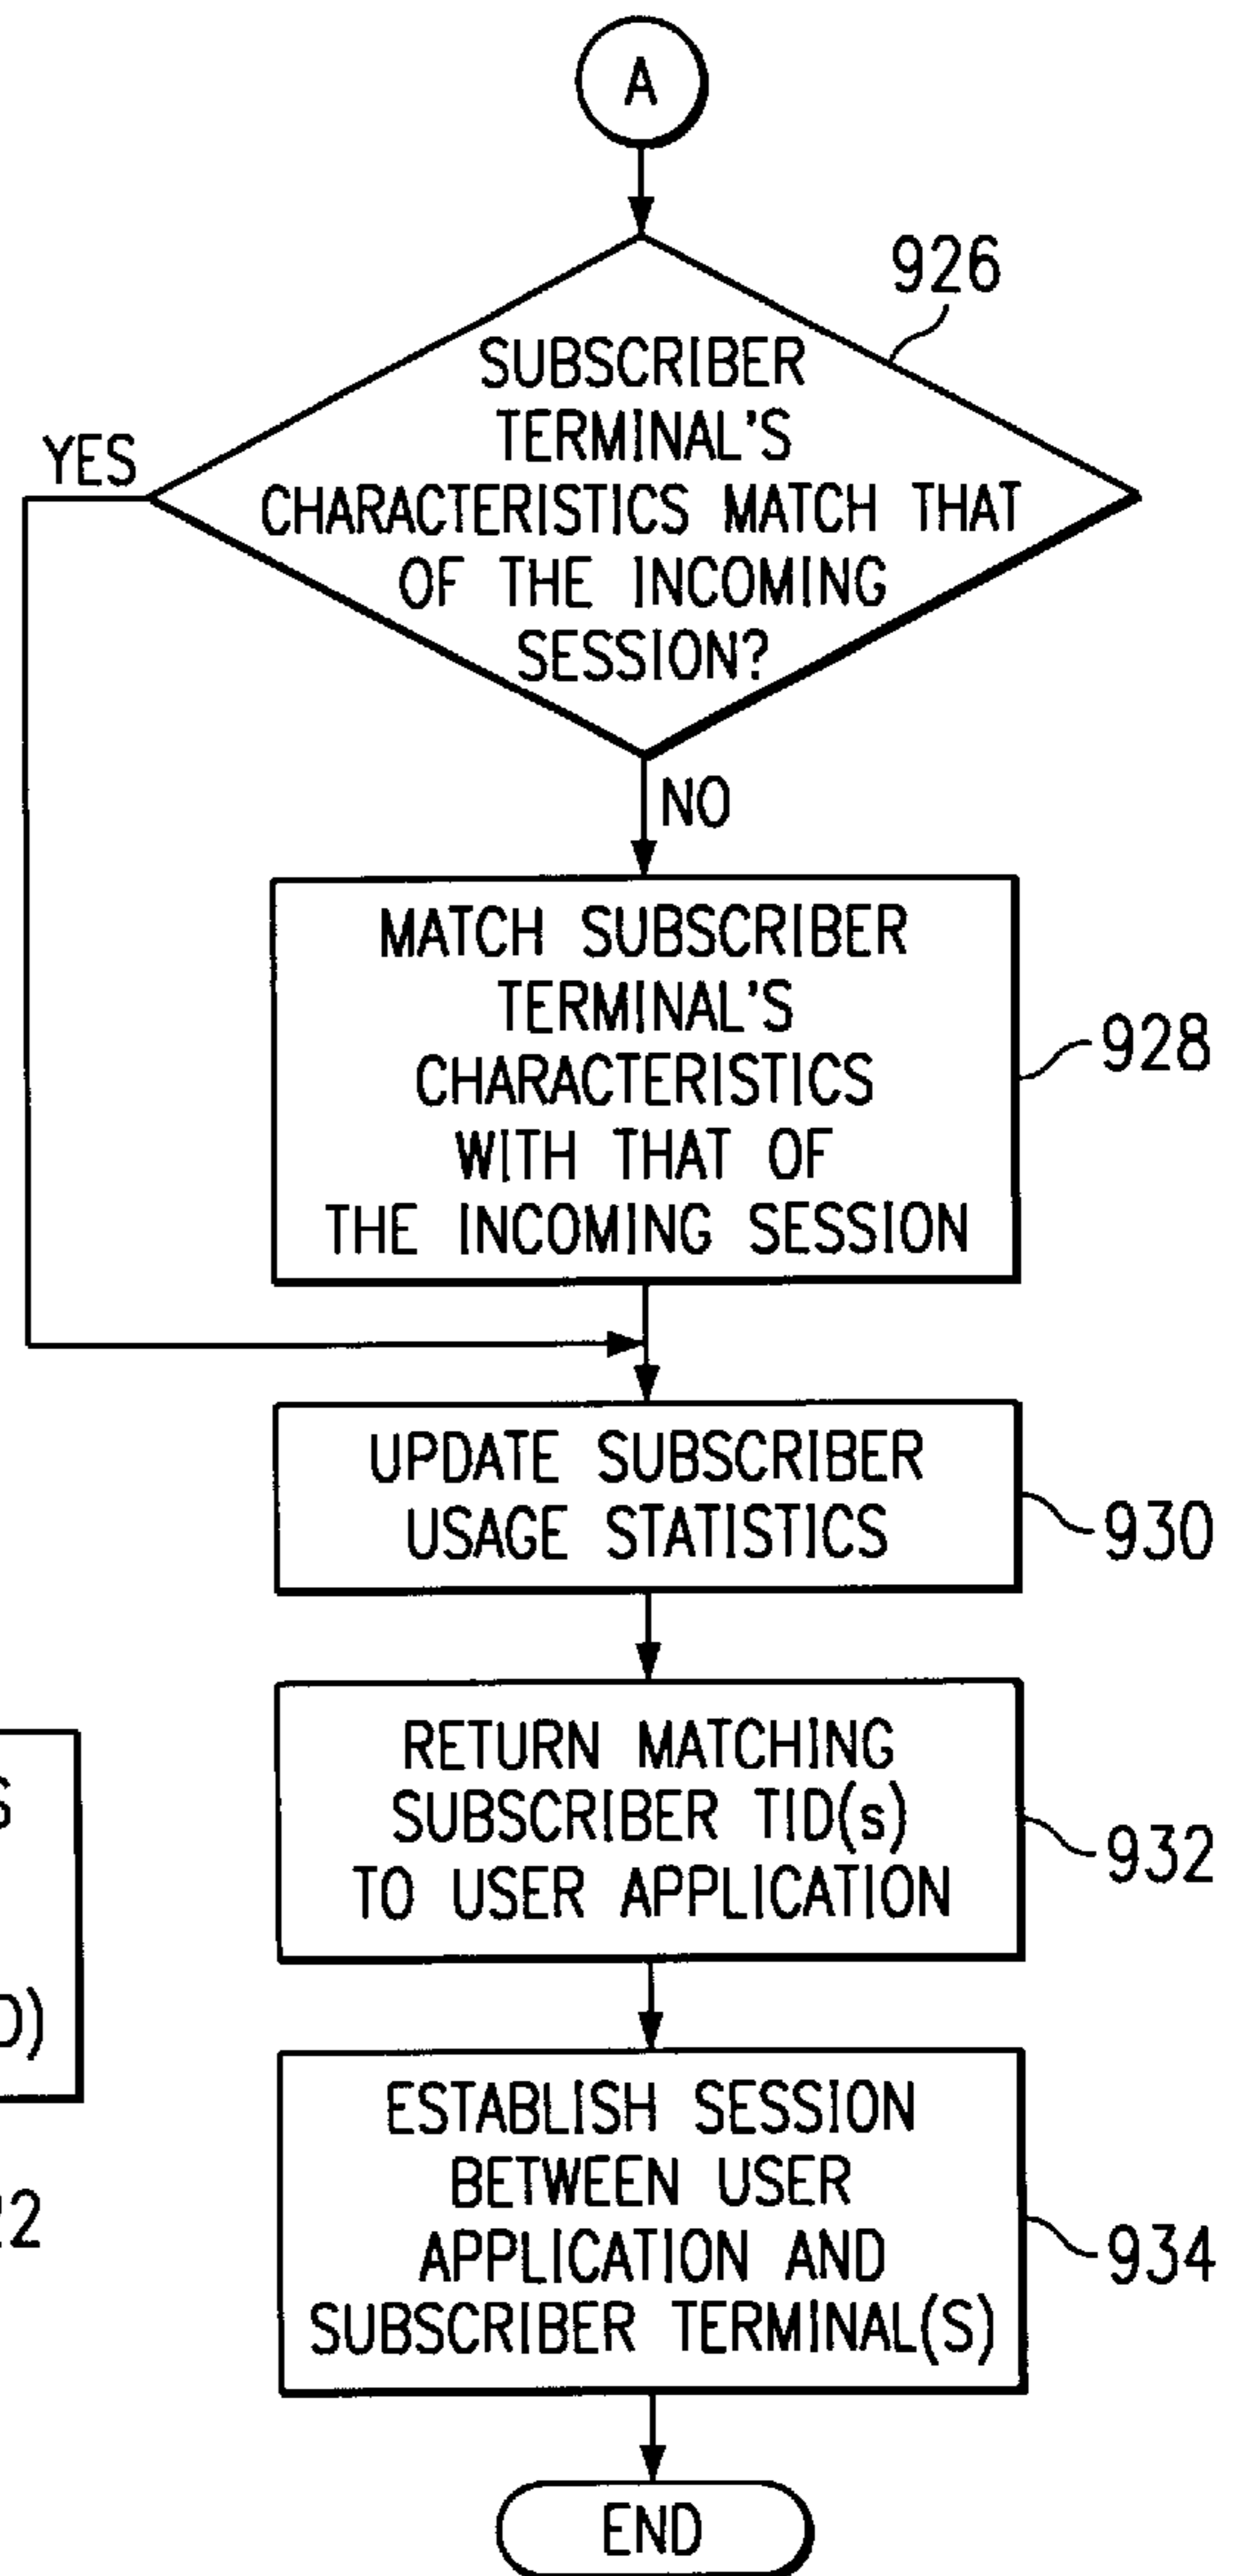 A
926
SUBSCRIBER
TERMINAL'S
CHARACTERISTICS MATCH THAT
OF THE INCOMING
SESSION?
YES
NO
MATCH SUBSCRIBER
TERMINAL'S
CHARACTERISTICS
WITH THAT OF
THE INCOMING SESSION
928
UPDATE SUBSCRIBER
USAGE STATISTICS
930
RETURN MATCHING
SUBSCRIBER TID(s)
TO USER APPLICATION
932
ESTABLISH SESSION
BETWEEN USER
APPLICATION AND
SUBSCRIBER TERMINAL(S)
934
END